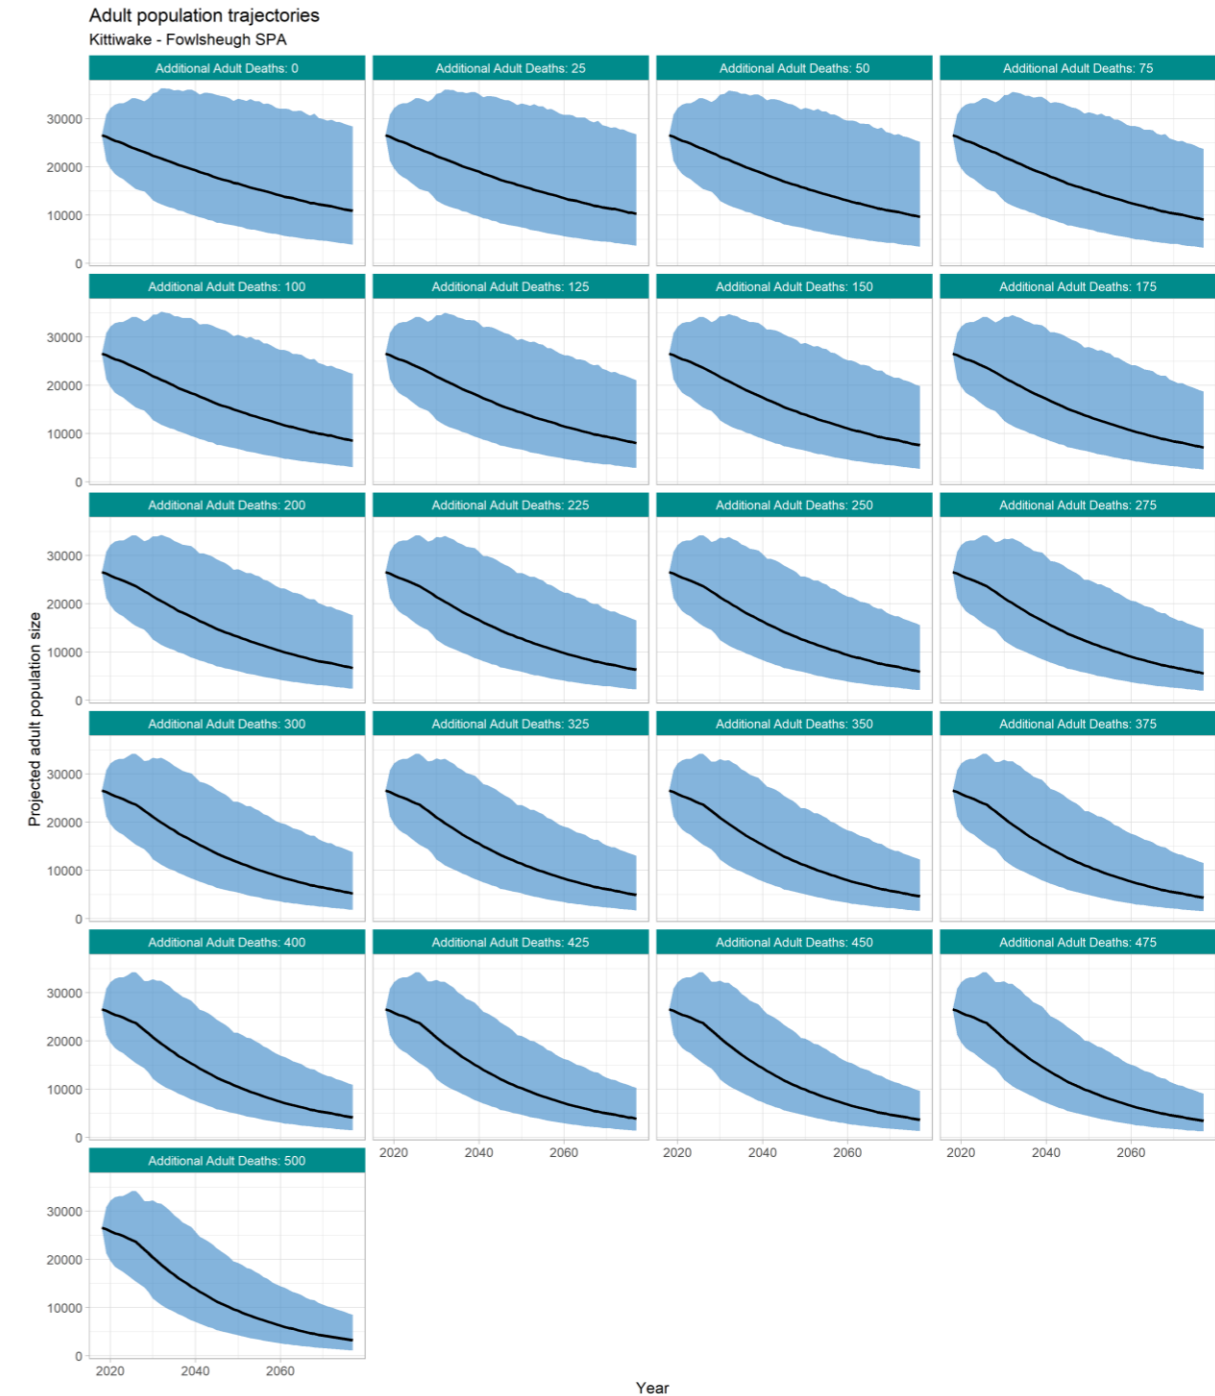 Adult population trajectories
Kittiwake - Fowlsheugh SPA
Additional Adult Deaths: 0
Additional Adult Deaths: 25
Additional Adult Deaths: 50
Additional Adult Deaths: 75
30000
20000
10000
0
Additional Adult Deaths: 100
Additional Adult Deaths: 125
Additional Adult Deaths: 150
Additional Adult Deaths: 175
30000
20000
10000
0
Additional Adult Deaths: 200
Additional Adult Deaths: 225
Additional Adult Deaths: 250
Additional Adult Deaths: 275
30000
20000
10000
0
Projected adult population size
Additional Adult Deaths: 300
Additional Adult Deaths: 325
Additional Adult Deaths: 350
Additional Adult Deaths: 375
30000
20000
10000
0
Additional Adult Deaths: 400
Additional Adult Deaths: 425
Additional Adult Deaths: 450
Additional Adult Deaths: 475
30000
20000
10000
0
2020 2040 2060
2020 2040 2060
2020 2040 2060
Additional Adult Deaths: 500
30000
20000
10000
0
2020 2040 2060
Year